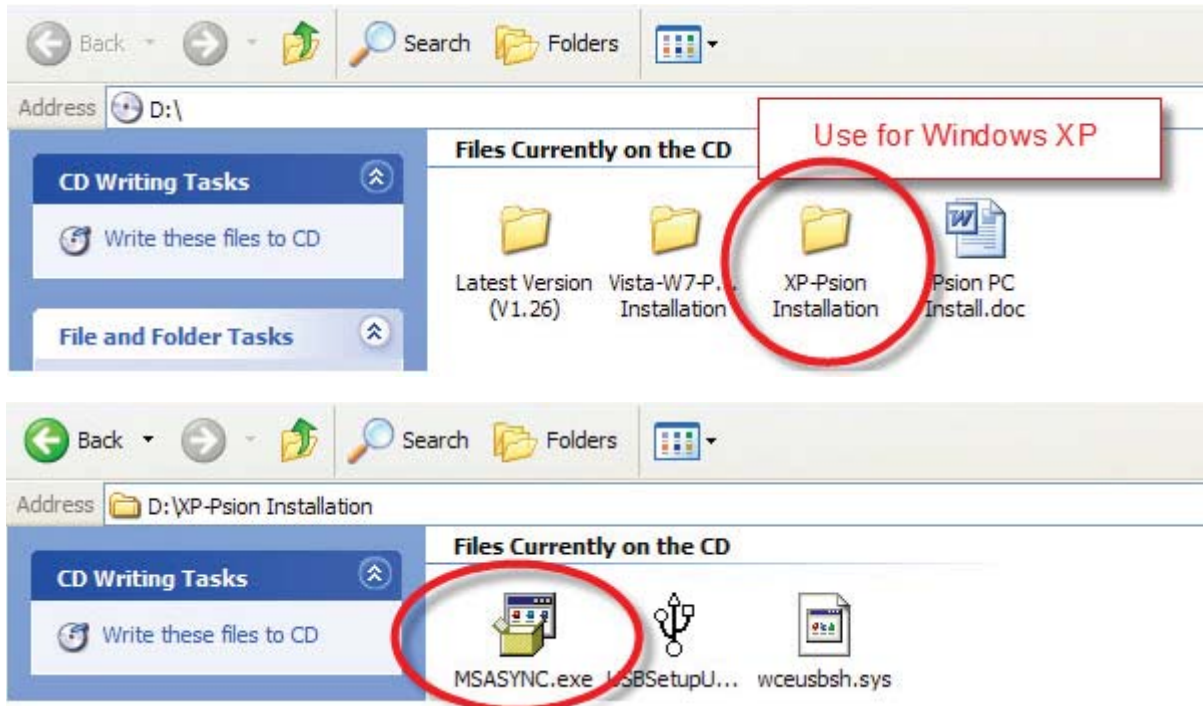 Back
Search
Folders
Address D:\
Use for Windows XP
Files Currently on the CD
CD Writing Tasks
Write these files to CD
Latest Version
(V1.26)
Vista-W7-P...
Installation
XP-Psion
Installation
Psion PC
Install.doc
File and Folder Tasks
Back
Search
Folders
Address D:\XP-Psion Installation
Files Currently on the CD
CD Writing Tasks
Write these files to CD
MSASYNC.exe
USBSetupU...
wceusbsh.sys